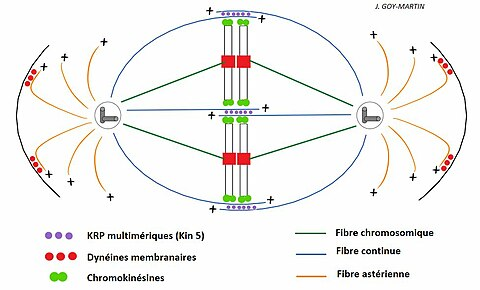 J. GOY-MARTIN
KRP multimériques (Kin 5)
Dynéines membranaires
Chromokinésines
Fibre chromosomique
Fibre continue
Fibre astérienne